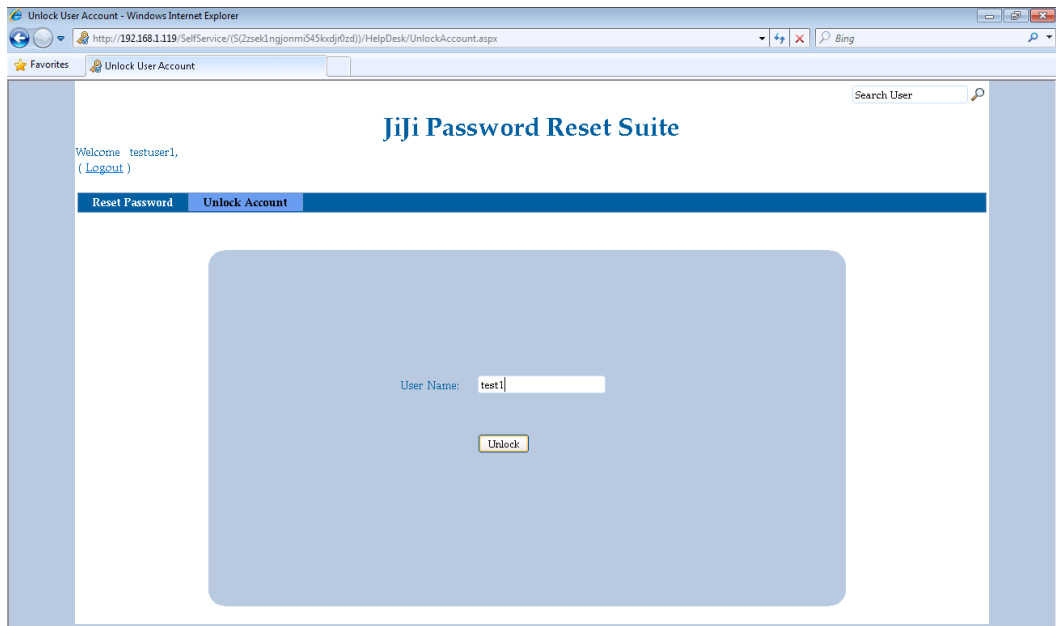 Unlock User Account - Windows Internet Explorer
http://192.168.1.119/SelfService/(S(2zsek1ngjonmi545kxdjr0zd))/HelpDesk/UnlockAccount.aspx
Bing
Favorites
Unlock User Account
Search User
JiJi Password Reset Suite
Welcome testuser1,
( Logout )
Reset Password Unlock Account
User Name: test1
Unlock